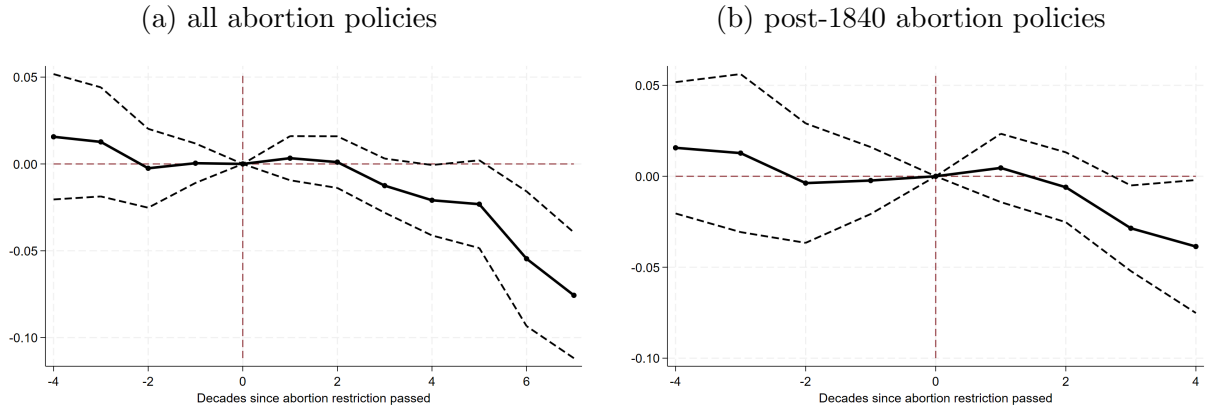 (a) all abortion policies
0.05
0.00
-0.05
-0.10
-4 -2 0 2 4 6
Decades since abortion restriction passed
(b) post-1840 abortion policies
0.05
0.00
-0.05
-0.10
-4 -2 0 2 4
Decades since abortion restriction passed